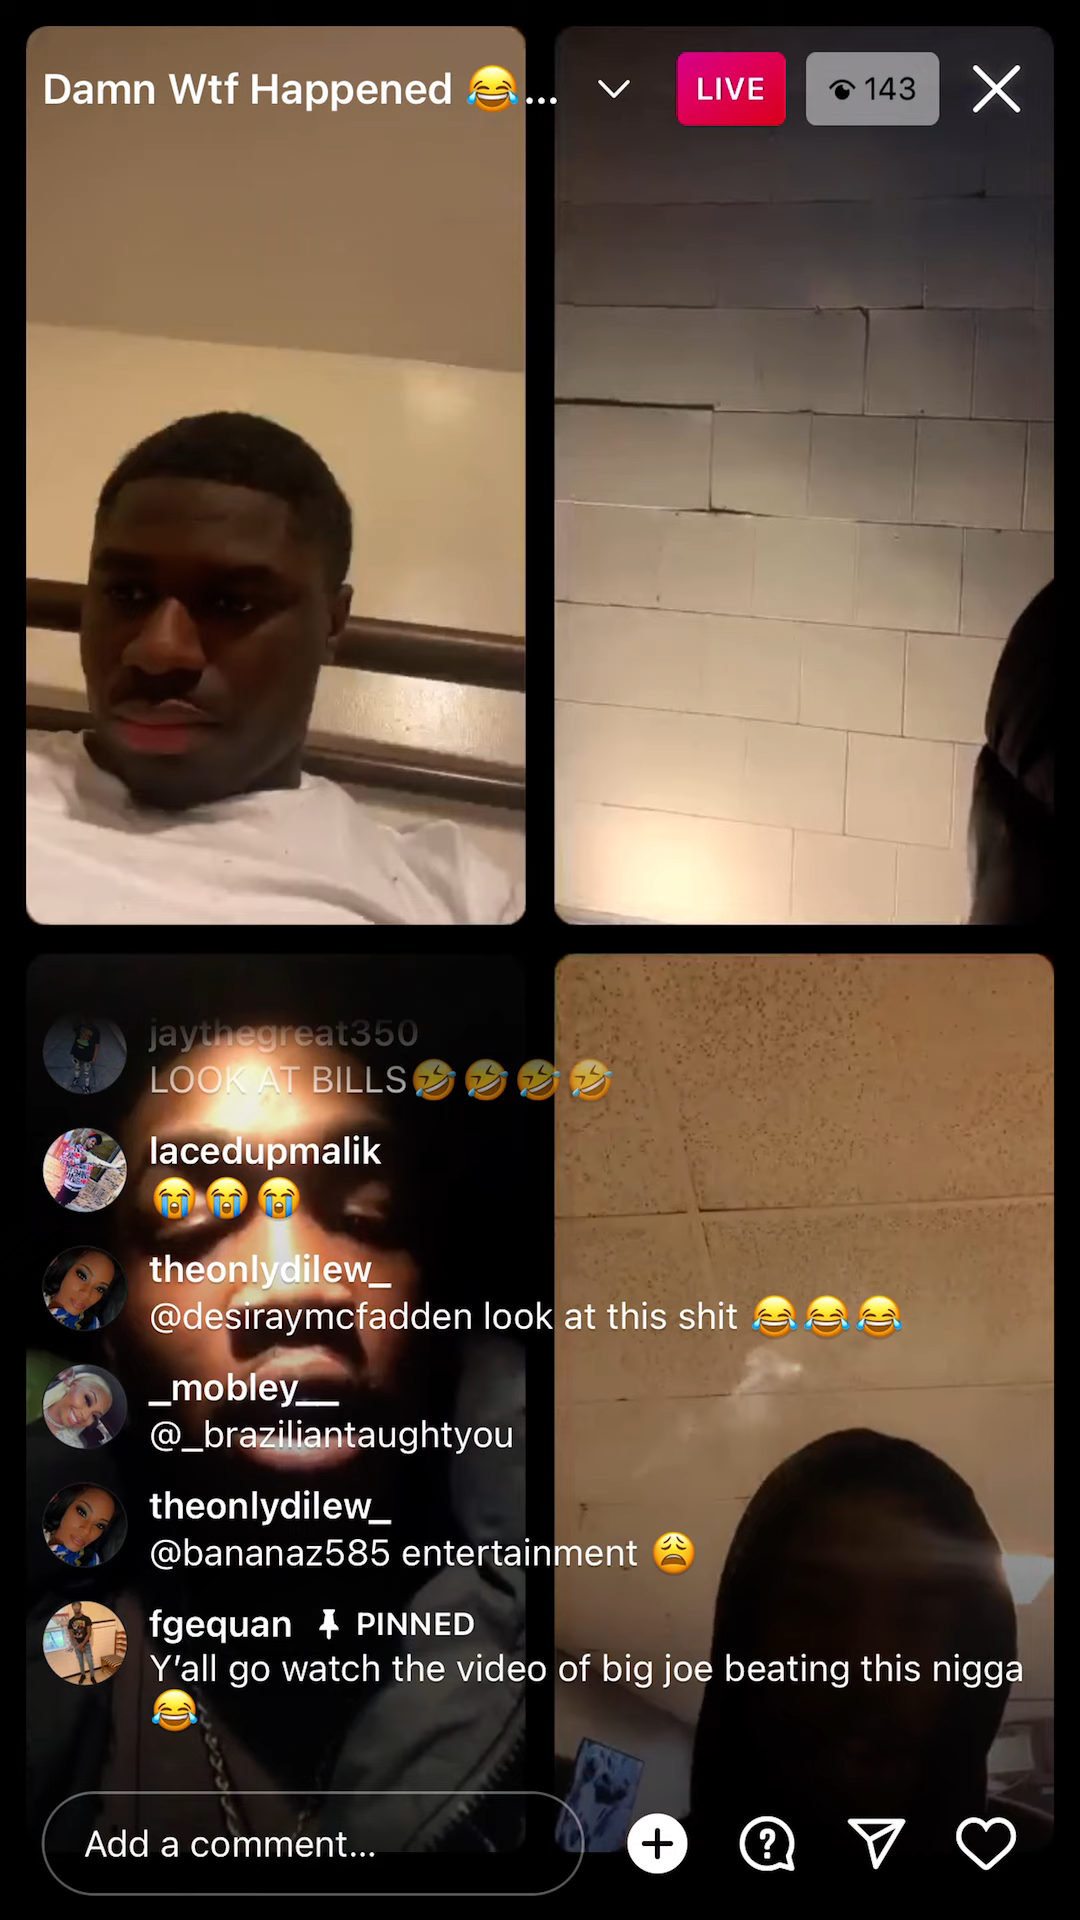 Damn Wtf Happened 😂...
LIVE
143
jaythegreat350
LOOK AT BILLS🤣🤣🤣🤣
lacedupmalik
😭😭😭
theonlydilew_
@desiraymcfadden look at this shit 😂😂😂
_mobley__
@_braziliantaughtyou
theonlydilew_
@bananaz585 entertainment 😩
fgequan PINNED
Y’all go watch the video of big joe beating this nigga
😂
Add a comment...